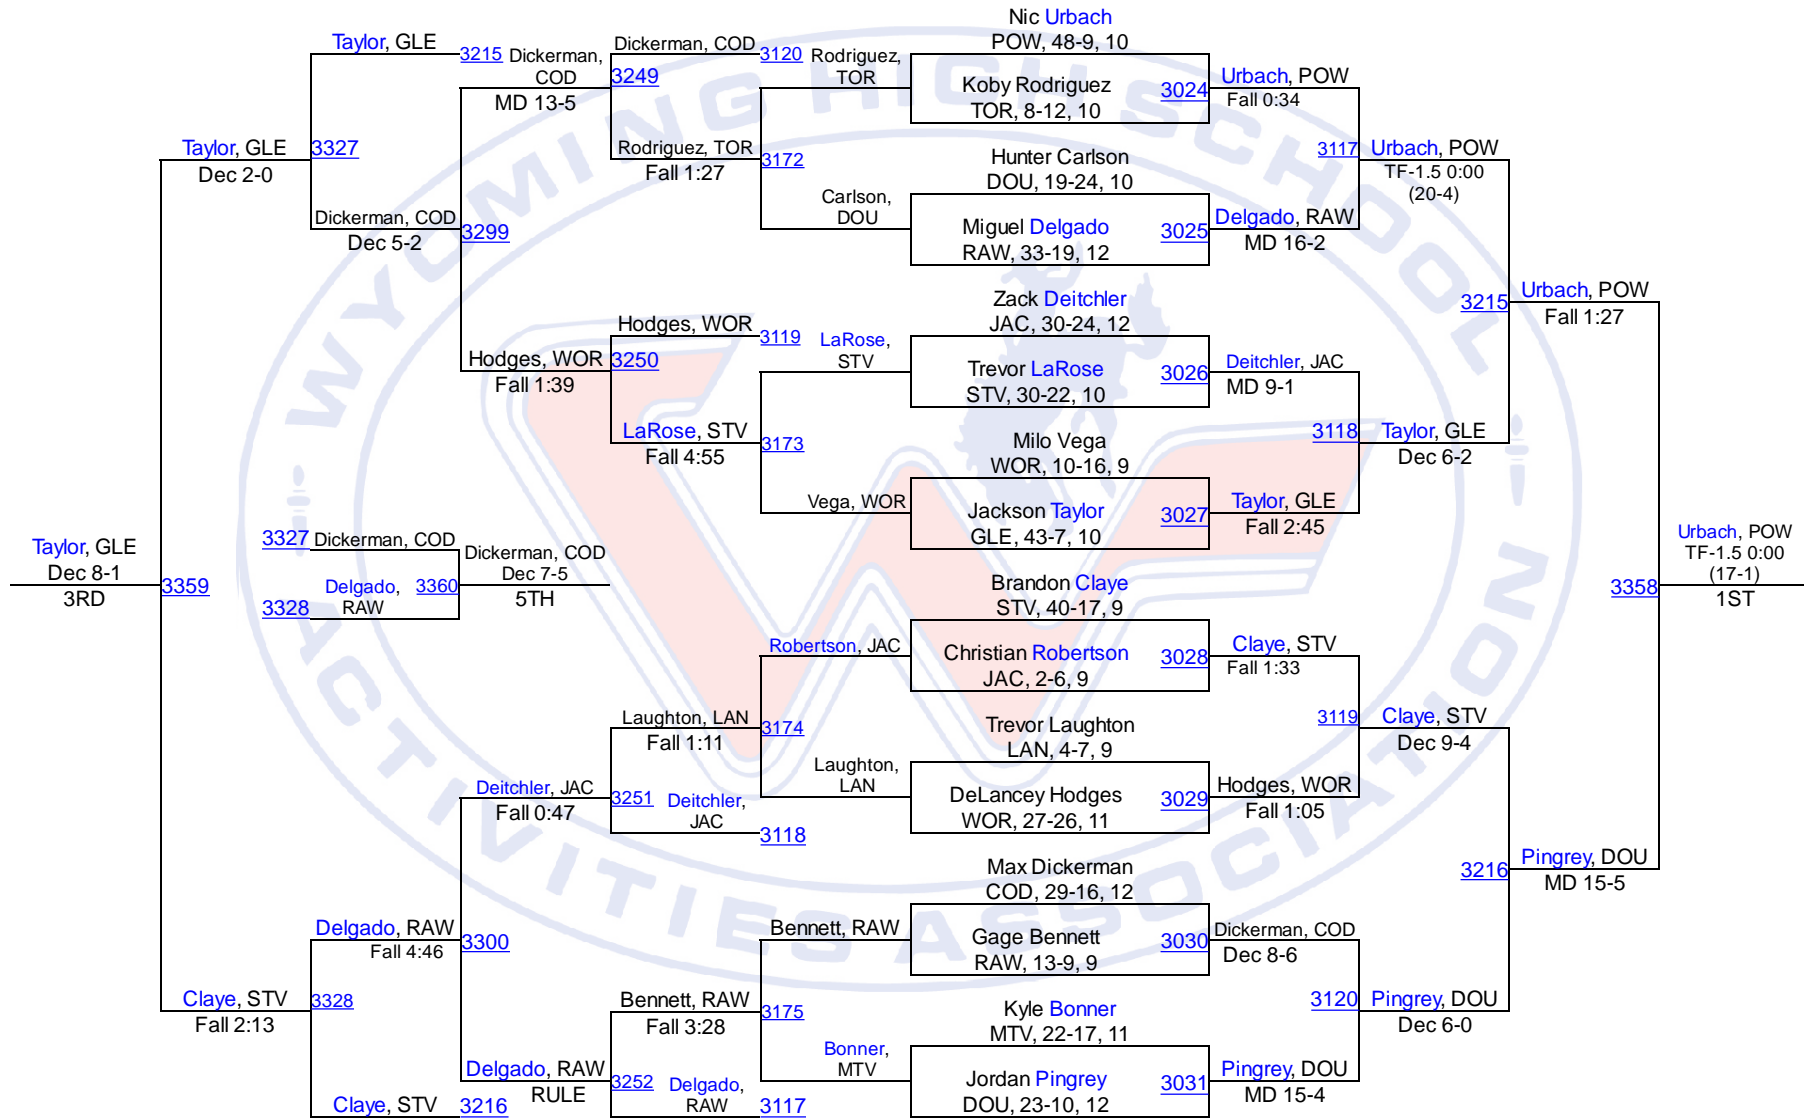 Nic Urbach
POW, 48-9, 10
Koby Rodriguez
TOR, 8-12, 10
3024
Hunter Carlson
DOU, 19-24, 10
Miguel Delgado
RAW, 33-19, 12
3025
Zack Deitchler
JAC, 30-24, 12
Trevor LaRose
STV, 30-22, 10
3026
Milo Vega
WOR, 10-16, 9
Jackson Taylor
GLE, 43-7, 10
3027
Brandon Claye
STV, 40-17, 9
Christian Robertson
JAC, 2-6, 9
3028
Trevor Laughton
LAN, 4-7, 9
DeLancey Hodges
WOR, 27-26, 11
3029
Max Dickerman
COD, 29-16, 12
Gage Bennett
RAW, 13-9, 9
3030
Kyle Bonner
MTV, 22-17, 11
Jordan Pingrey
DOU, 23-10, 12
3031
Urbach, POW
Fall 0:34
Delgado, RAW
MD 16-2
Deitchler, JAC
MD 9-1
Taylor, GLE
Fall 2:45
Claye, STV
Fall 1:33
Hodges, WOR
Fall 1:05
Dickerman, COD
Dec 8-6
Pingrey, DOU
MD 15-4
3117
Urbach, POW
TF-1.5 0:00
(20-4)
3118
Taylor, GLE
Dec 6-2
3119
Claye, STV
Dec 9-4
3120
Pingrey, DOU
Dec 6-0
3215
Urbach, POW
Fall 1:27
3216
Pingrey, DOU
MD 15-5
3358
Urbach, POW
TF-1.5 0:00
(17-1)
1ST
Rodriguez,
TOR
Carlson,
DOU
LaRose,
STV
Vega, WOR
Robertson, JAC
Laughton,
LAN
Bennett, RAW
Bonner,
MTV
Dickerman, COD
3120
Rodriguez, TOR
Fall 1:27
3172
Hodges, WOR
3119
LaRose, STV
Fall 4:55
3173
Laughton, LAN
Fall 1:11
3174
Deitchler,
JAC
3118
Bennett, RAW
Fall 3:28
3175
Delgado,
RAW
3117
Dickerman,
COD
MD 13-5
3249
Hodges, WOR
Fall 1:39
3250
Deitchler, JAC
Fall 0:47
3251
Delgado, RAW
RULE
3252
Taylor, GLE
3215
Dickerman, COD
Dec 5-2
3299
Delgado, RAW
Fall 4:46
3300
Claye, STV
3216
Taylor, GLE
Dec 2-0
3327
Claye, STV
Fall 2:13
3328
3327
Dickerman, COD
3328
Delgado,
RAW
3360
Dickerman, COD
Dec 7-5
5TH
Taylor, GLE
Dec 8-1
3RD
3359
WYOMING HIGH SCHOOL
ACTIVITIES ASSOCIATION